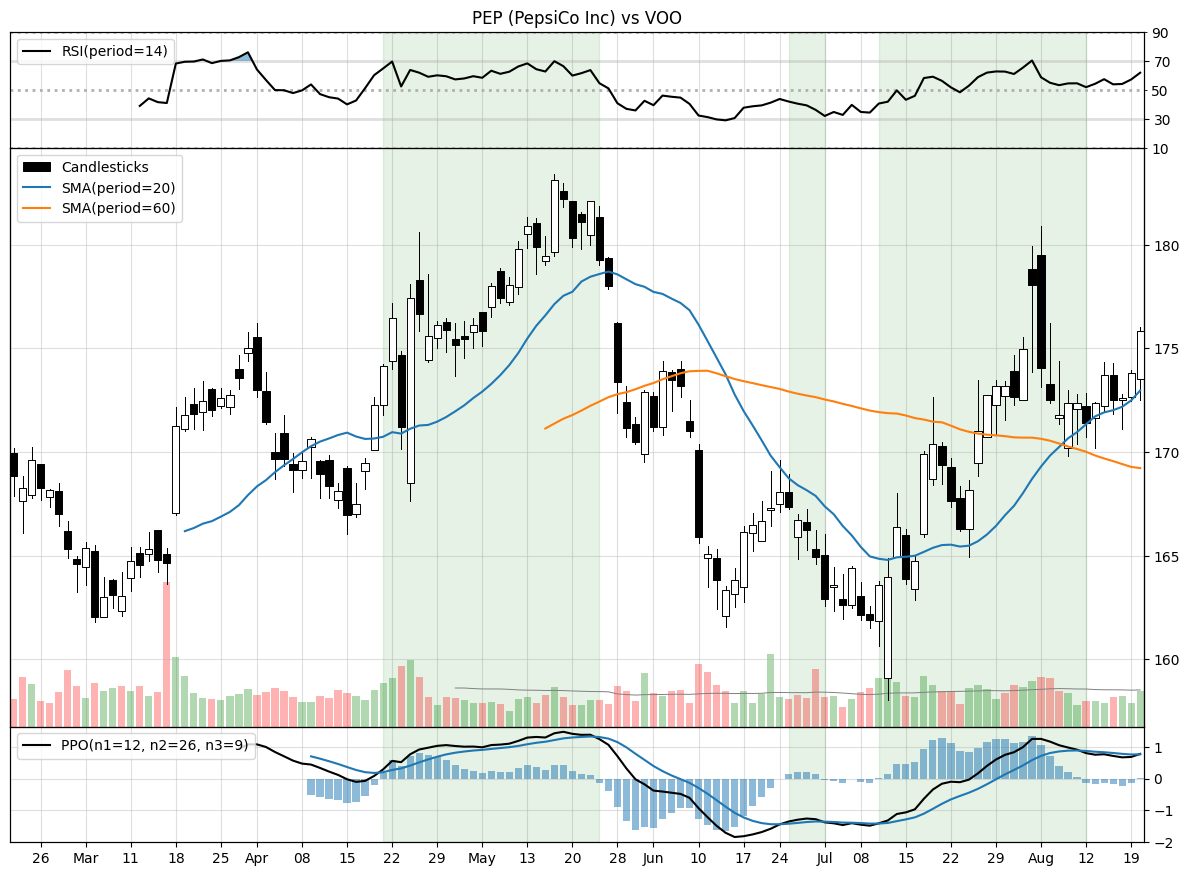 PEP (PepsiCo Inc) vs VOO
RSI(period=14)
90
70
50
30
10
Candlesticks
SMA(period=20)
SMA(period=60)
180
175
170
165
160
PPO(n1=12, n2=26, n3=9)
1
0
−1
−2
26 Mar 11 18 25 Apr 08 15 22 29 May 13 20 28 Jun 10 17 24 Jul 08 15 22 29 Aug 12 19